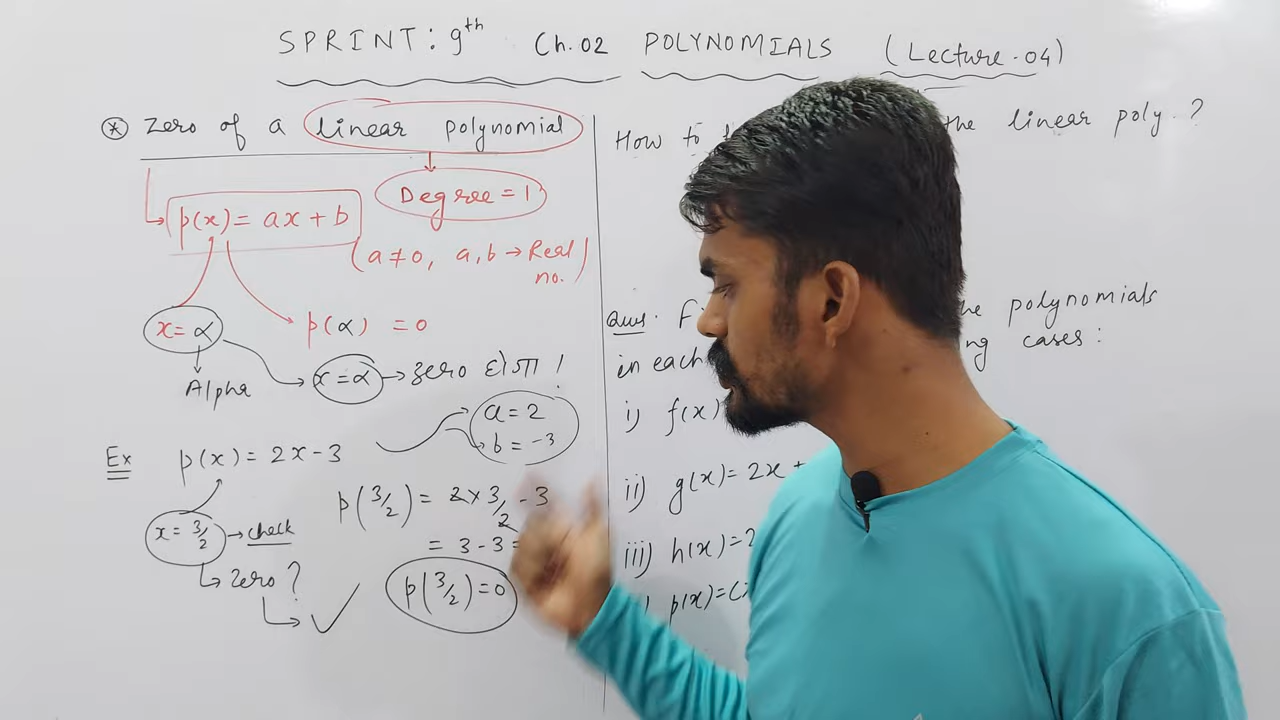 SPRINT: 9th Ch.02 POLYNOMIALS (Lecture-04)
* Zero of a linear polynomial
Degree = 1
p(x) = ax + b
(a ≠ 0, a, b → Real no.)
x = α
p(α) = 0
Alpha
x = α → zero होगा!
Ex p(x) = 2x - 3
a = 2
b = -3
x = 3/2 → check
zero?
p(3/2) = 2 × 3/2 - 3
= 3 - 3 =
p(3/2) = 0
How to the linear poly.?
Ques. the polynomials
in each cases:
i) f(x)
ii) g(x) = 2x +
iii) h(x) = 2
) p(x) = (